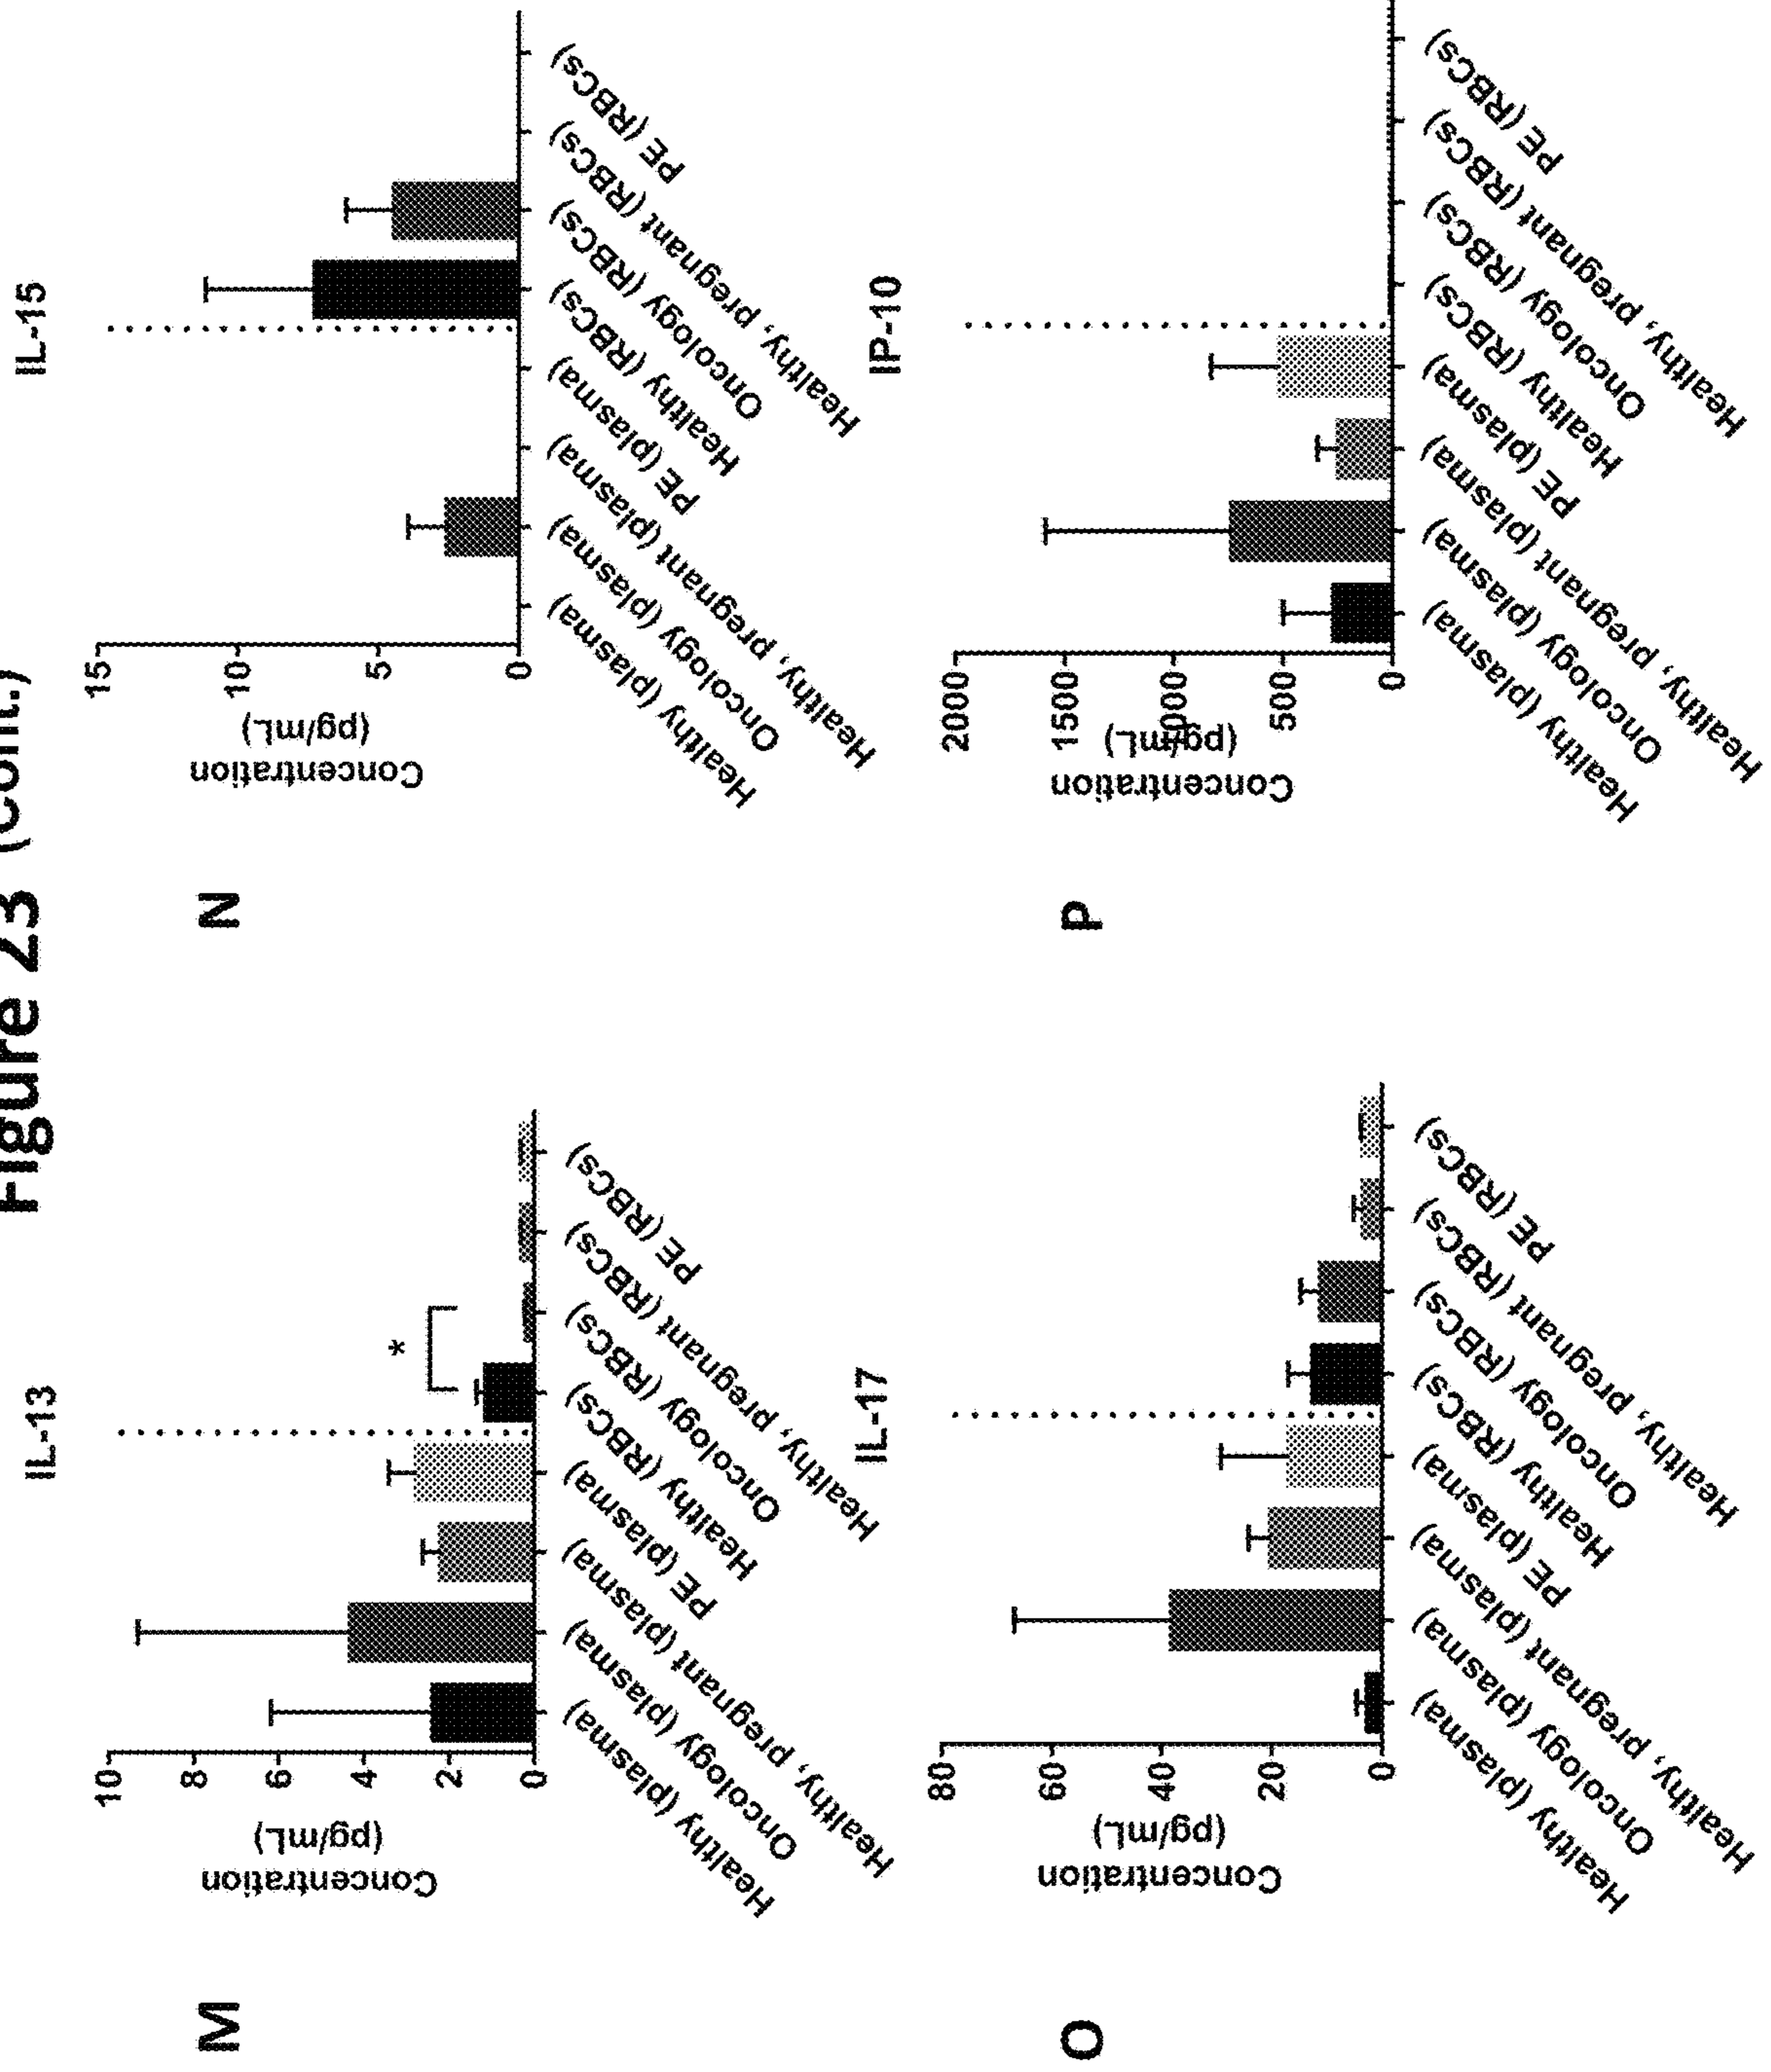 Figure 23 (cont.)
M
IL-13
Concentration
(pg/mL)
10
8
6
4
2
0
*
Healthy (plasma)
Oncology (plasma)
Healthy, pregnant (plasma)
PE (plasma)
Healthy (RBCs)
Oncology (RBCs)
Healthy, pregnant (RBCs)
PE (RBCs)
N
IL-15
Concentration
(pg/mL)
15
10
5
0
Healthy (plasma)
Oncology (plasma)
Healthy, pregnant (plasma)
PE (plasma)
Healthy (RBCs)
Oncology (RBCs)
Healthy, pregnant (RBCs)
PE (RBCs)
O
IL-17
Concentration
(pg/mL)
80
60
40
20
0
Healthy (plasma)
Oncology (plasma)
Healthy, pregnant (plasma)
PE (plasma)
Healthy (RBCs)
Oncology (RBCs)
Healthy, pregnant (RBCs)
PE (RBCs)
P
IP-10
Concentration
(pg/mL)
2000
1500
1000
500
0
Healthy (plasma)
Oncology (plasma)
Healthy, pregnant (plasma)
PE (plasma)
Healthy (RBCs)
Oncology (RBCs)
Healthy, pregnant (RBCs)
PE (RBCs)